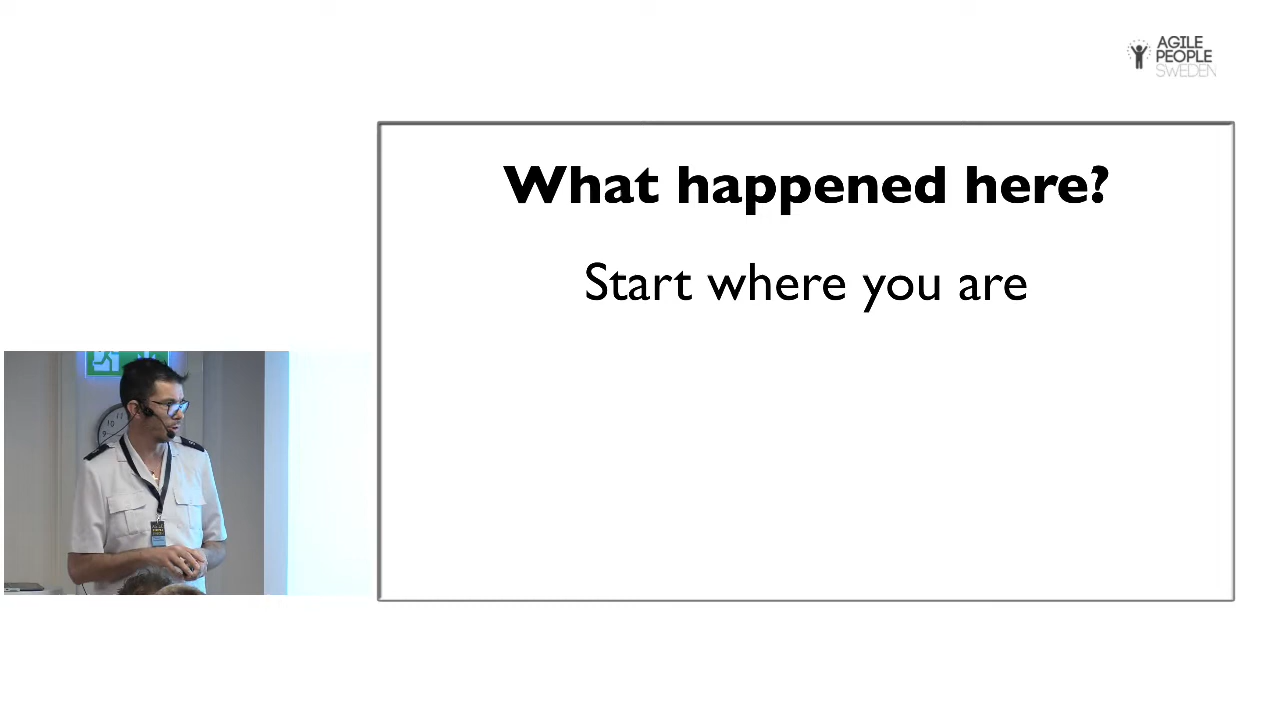 AGILE
PEOPLE
SWEDEN
What happened here?
Start where you are